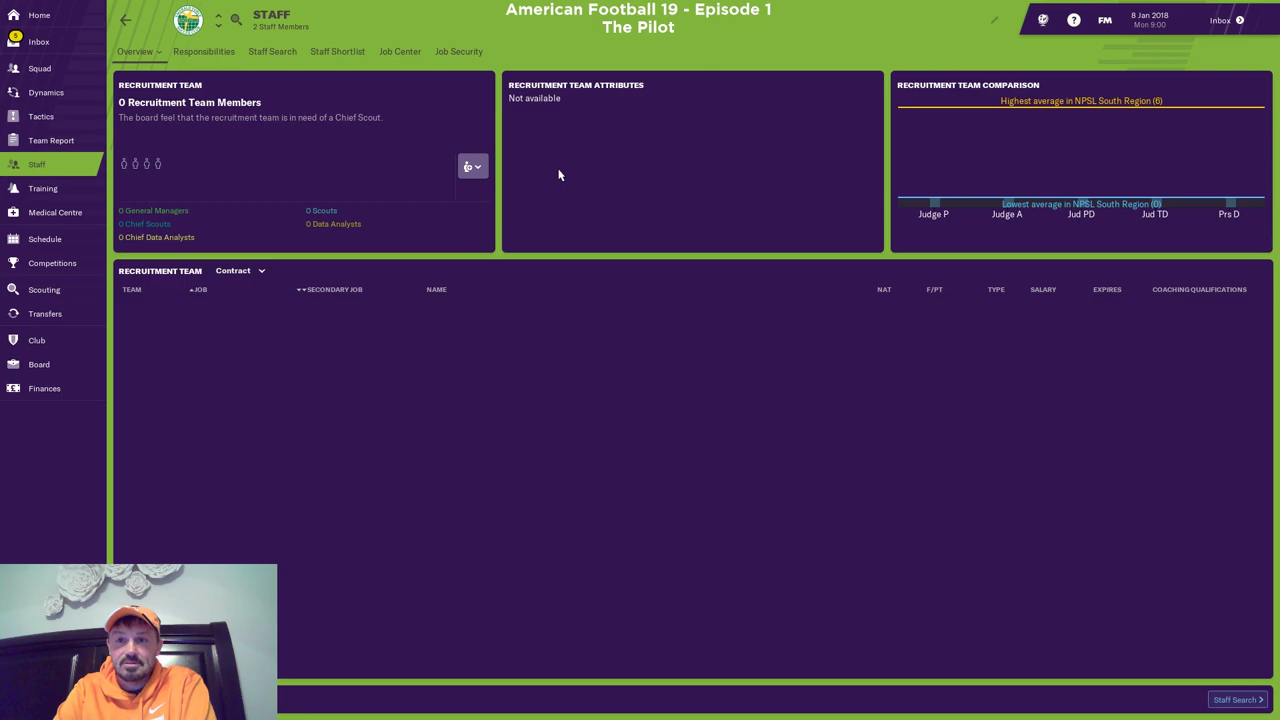 American Football 19 - Episode 1
The Pilot
Home
5
Inbox
Squad
Dynamics
Tactics
Team Report
Staff
Training
Medical Centre
Schedule
Competitions
Scouting
Transfers
Club
Board
Finances
STAFF
2 Staff Members
? FM 8 Jan 2018
Mon 9:00
Inbox
Overview Responsibilities Staff Search Staff Shortlist Job Center Job Security
RECRUITMENT TEAM
0 Recruitment Team Members
The board feel that the recruitment team is in need of a Chief Scout.
0 General Managers 0 Scouts
0 Chief Scouts 0 Data Analysts
0 Chief Data Analysts
RECRUITMENT TEAM ATTRIBUTES
Not available
RECRUITMENT TEAM COMPARISON
Highest average in NPSL South Region (6)
Lowest average in NPSL South Region (0)
Judge P Judge A Jud PD Jud TD Prs D
RECRUITMENT TEAM Contract
TEAM JOB SECONDARY JOB NAME NAT F/PT TYPE SALARY EXPIRES COACHING QUALIFICATIONS
Staff Search